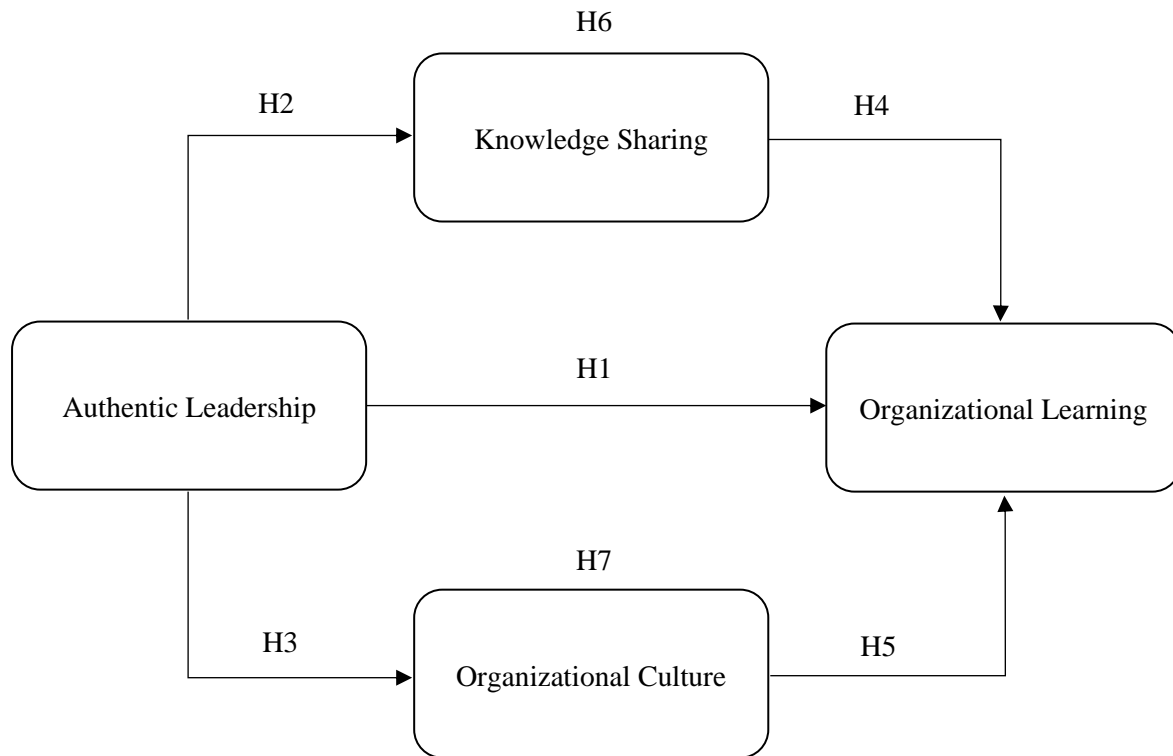 H6
H2
H4
Knowledge Sharing
H1
Authentic Leadership
Organizational Learning
H7
H3
H5
Organizational Culture